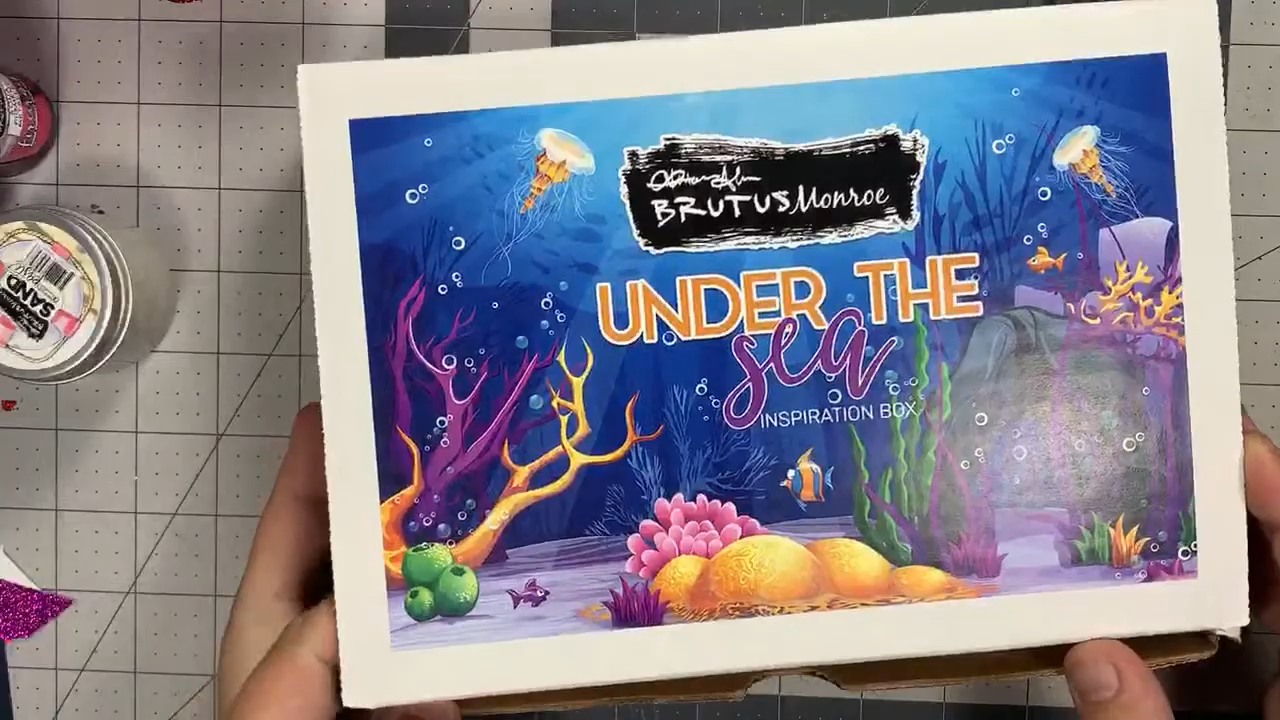 BRUTUS Monroe
UNDER THE
sea
INSPIRATION BOX
SAND